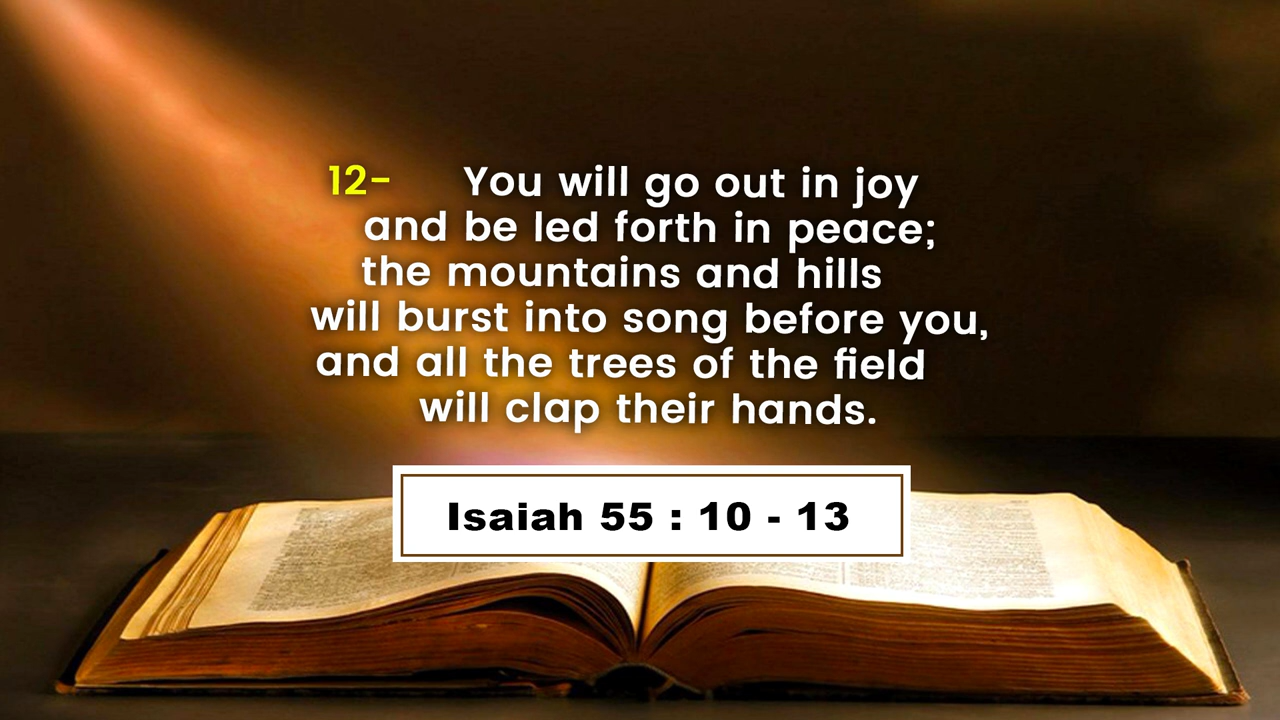 12- You will go out in joy
and be led forth in peace;
the mountains and hills
will burst into song before you,
and all the trees of the field
will clap their hands.
Isaiah 55 : 10 - 13